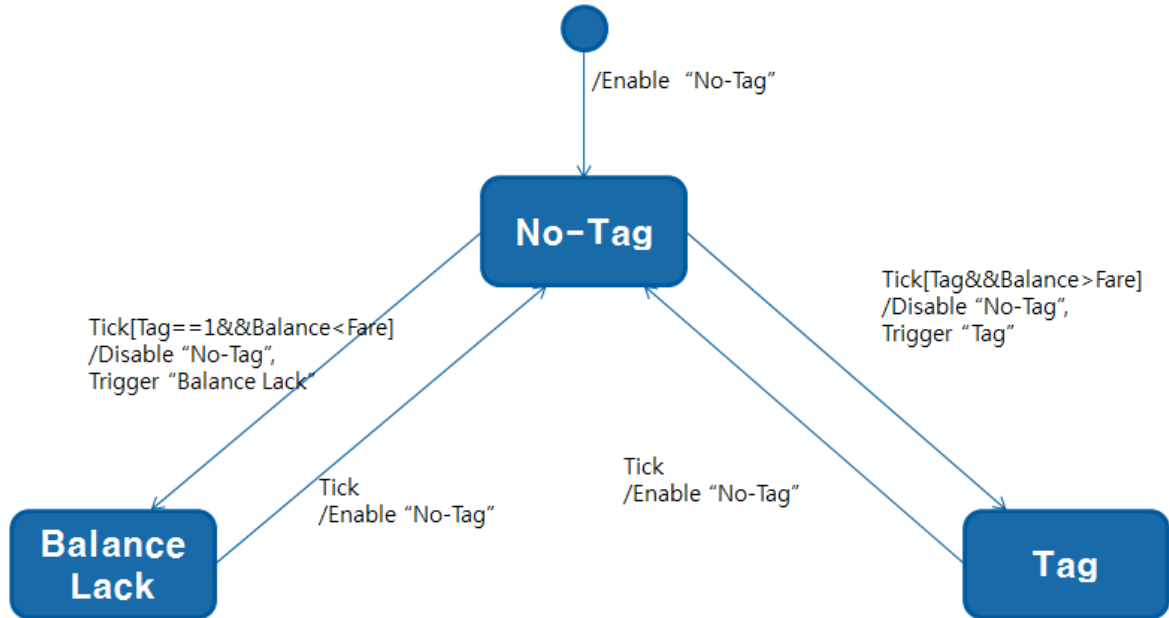 /Enable “No-Tag”
No-Tag
Tick[Tag==1&&Balance<Fare]
/Disable “No-Tag”,
Trigger “Balance Lack”
Tick[Tag&&Balance>Fare]
/Disable “No-Tag”,
Trigger “Tag”
Tick
/Enable “No-Tag”
Tick
/Enable “No-Tag”
Balance
Lack
Tag